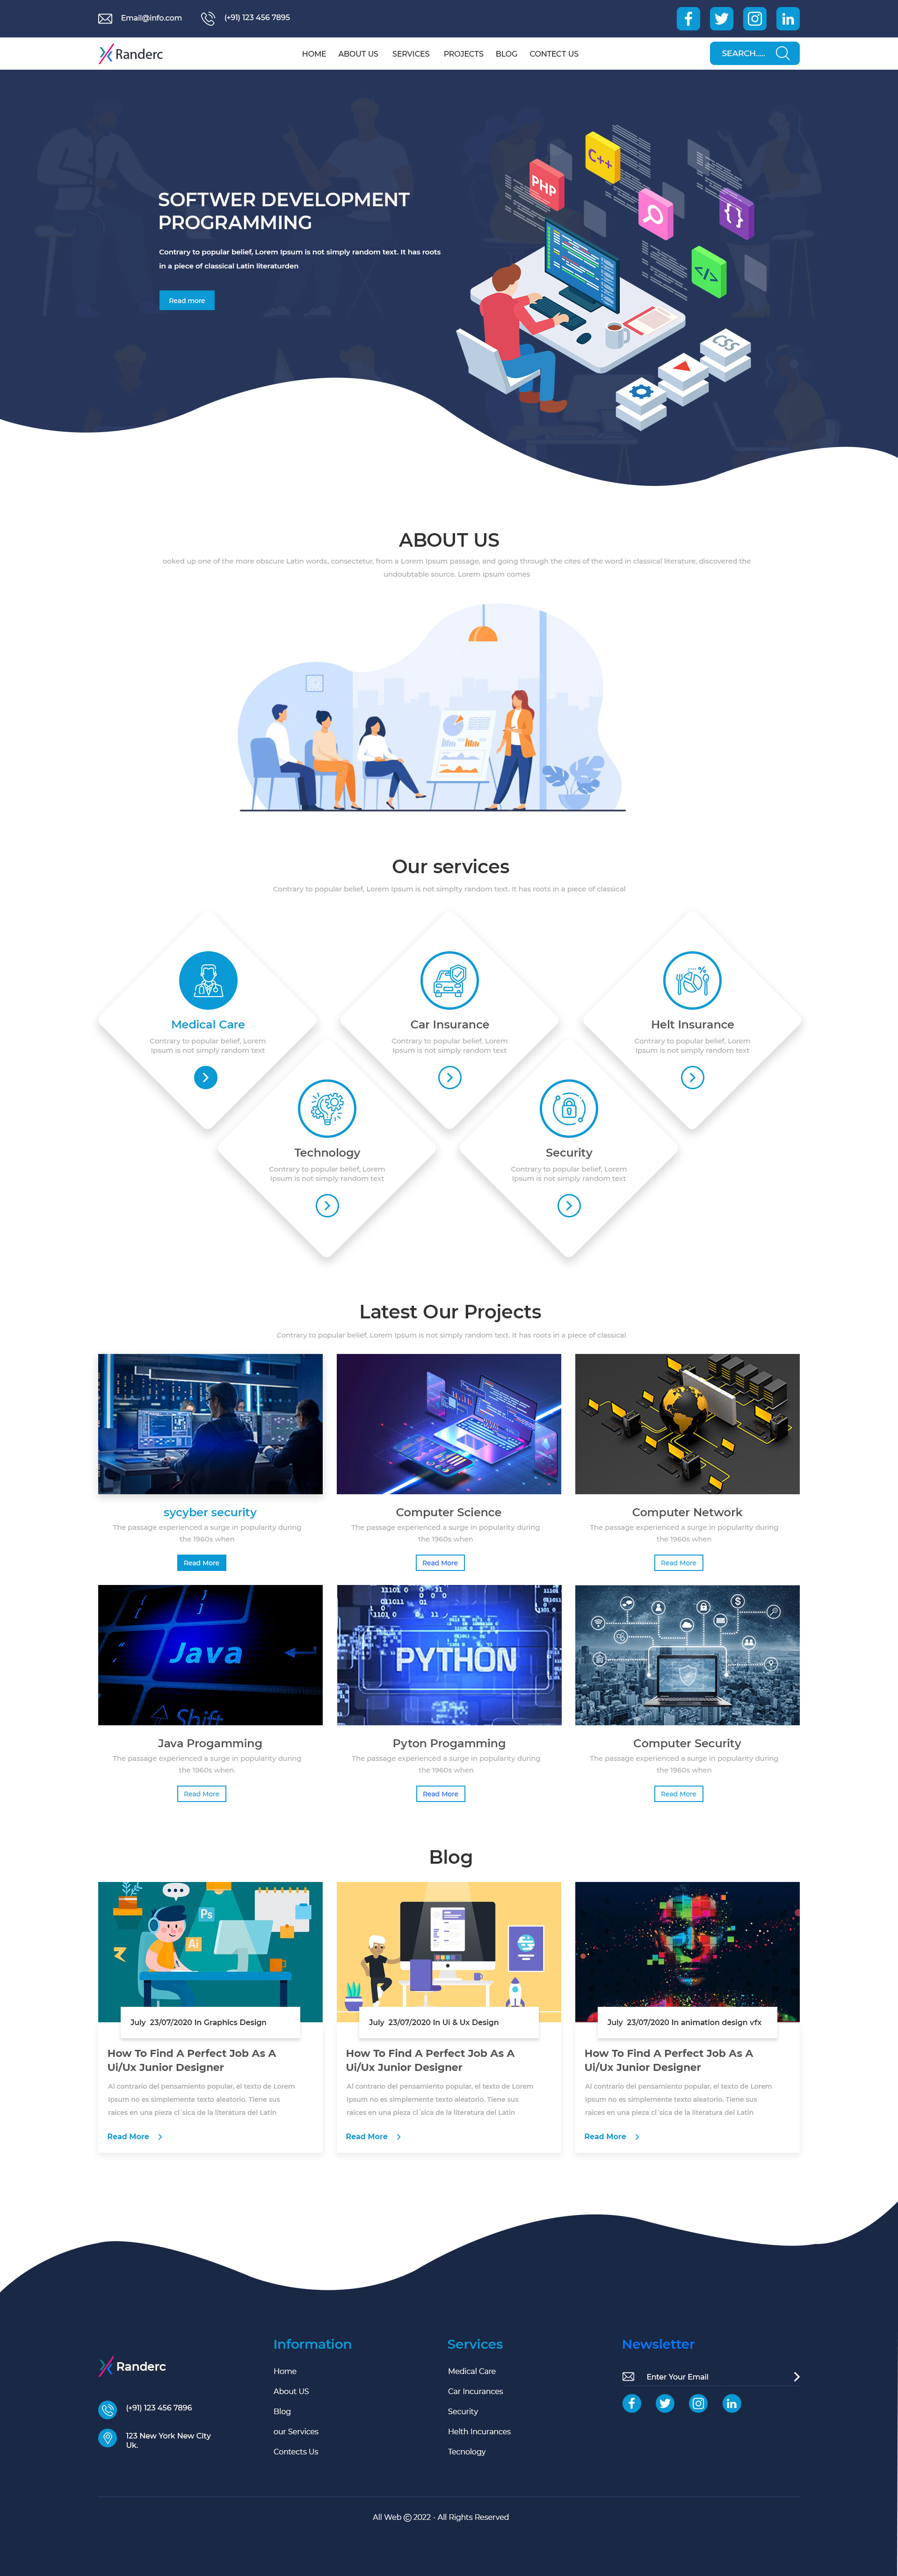 Email@info.com
(+91) 123 456 7895
Randerc
HOME ABOUT US SERVICES PROJECTS BLOG CONTECT US
SEARCH.....
SOFTWER DEVELOPMENT
PROGRAMMING
Contrary to popular belief, Lorem Ipsum is not simply random text. It has roots
in a piece of classical Latin literaturden
Read more
PHP
C++
{ }
</>
CSS
ABOUT US
ooked up one of the more obscure Latin words, consectetur, from a Lorem Ipsum passage, and going through the cites of the word in classical literature, discovered the
undoubtable source. Lorem Ipsum comes
Our services
Contrary to popular belief, Lorem Ipsum is not simplty random text. It has roots in a piece of classical
Medical Care
Contrary to popular belief, Lorem
Ipsum is not simply random text
Car Insurance
Contrary to popular belief, Lorem
Ipsum is not simply random text
Helt Insurance
Contrary to popular belief, Lorem
Ipsum is not simply random text
Technology
Contrary to popular belief, Lorem
Ipsum is not simply random text
Security
Contrary to popular belief, Lorem
Ipsum is not simply random text
Latest Our Projects
Contrary to popular belief, Lorem Ipsum is not simply random text. It has roots in a piece of classical
sycyber security
The passage experienced a surge in popularity during
the 1960s when
Read More
Computer Science
The passage experienced a surge in popularity during
the 1960s when
Read More
Computer Network
The passage experienced a surge in popularity during
the 1960s when
Read More
Java
Shift
Java Progamming
The passage experienced a surge in popularity during
the 1960s when.
Read More
PYTHON
Pyton Progamming
The passage experienced a surge in popularity during
the 1960s when
Read More
Computer Security
The passage experienced a surge in popularity during
the 1960s when
Read More
Blog
Ps
Ai
July 23/07/2020 In Graphics Design
How To Find A Perfect Job As A
Ui/Ux Junior Designer
Al contrario del pensamiento popular, el texto de Lorem
Ipsum no es simplemente texto aleatorio. Tiene sus
raices en una pieza cl´sica de la literatura del Latin
Read More
July 23/07/2020 In Ui & Ux Design
How To Find A Perfect Job As A
Ui/Ux Junior Designer
Al contrario del pensamiento popular, el texto de Lorem
Ipsum no es simplemente texto aleatorio. Tiene sus
raices en una pieza cl´sica de la literatura del Latin
Read More
July 23/07/2020 In animation design vfx
How To Find A Perfect Job As A
Ui/Ux Junior Designer
Al contrario del pensamiento popular, el texto de Lorem
Ipsum no es simplemente texto aleatorio. Tiene sus
raices en una pieza cl´sica de la literatura del Latin
Read More
Randerc
(+91) 123 456 7896
123 New York New City
Uk.
Information
Home
About US
Blog
our Services
Contects Us
Services
Medical Care
Car Incurances
Security
Helth Incurances
Tecnology
Newsletter
Enter Your Email
All Web © 2022 - All Rights Reserved